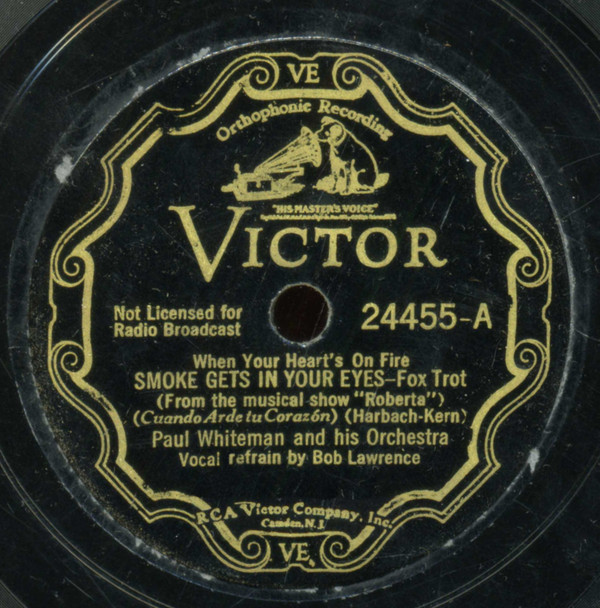 VE
Orthophonic Recording
"HIS MASTER'S VOICE"
VICTOR
Not Licensed for
Radio Broadcast
24455-A
When Your Heart's On Fire
SMOKE GETS IN YOUR EYES—Fox Trot
(From the musical show "Roberta")
(Cuando Arde tu Corazón) (Harbach-Kern)
Paul Whiteman and his Orchestra
Vocal refrain by Bob Lawrence
RCA Victor Company, Inc.
Camden, N. J.
VE